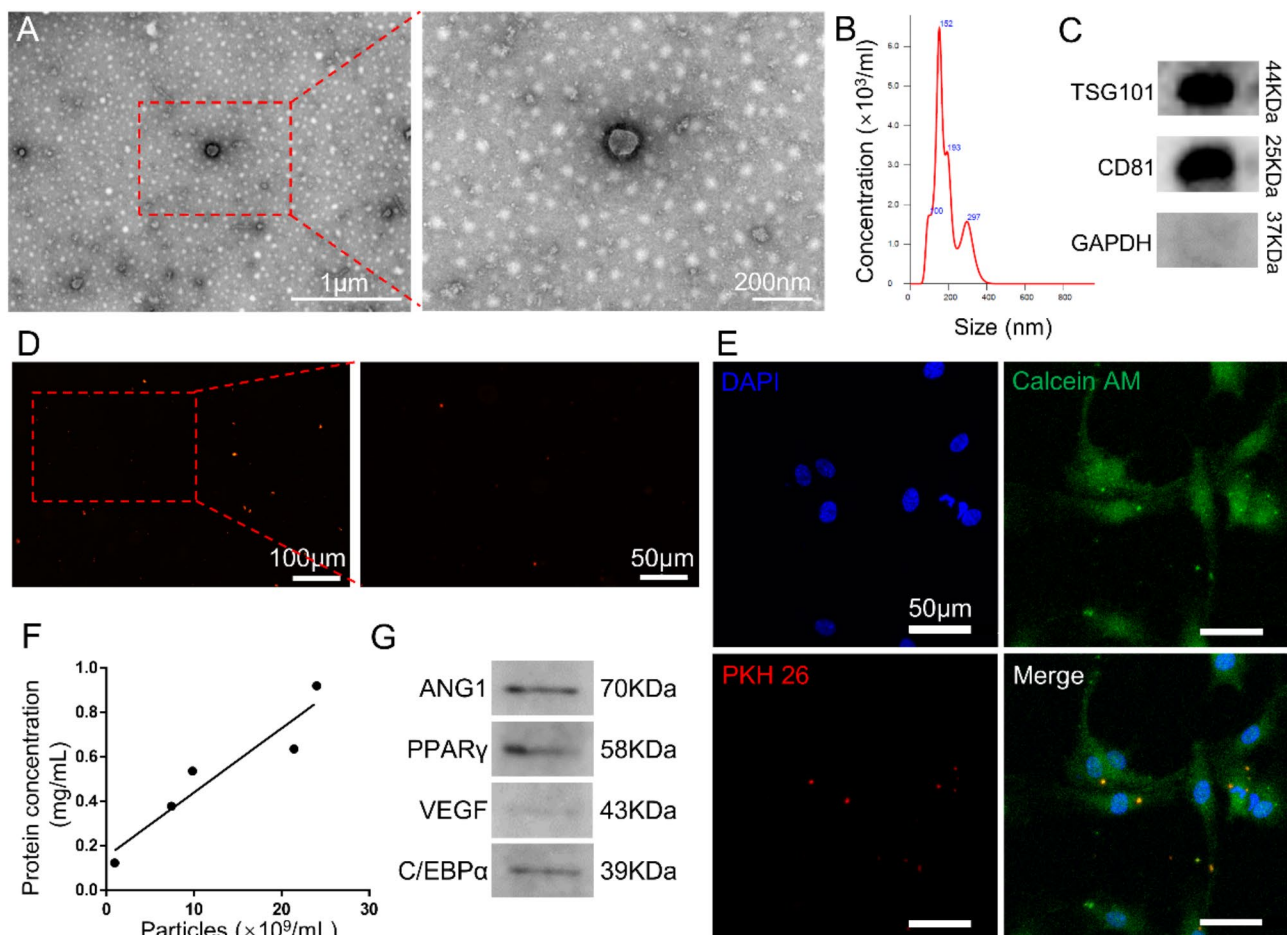 A
1μm
200nm
B
Concentration (×10³/ml)
6.0
5.0
4.0
3.0
2.0
1.0
0
152
193
100
297
0
200
400
600
800
Size (nm)
C
TSG101
44KDa
CD81
25KDa
GAPDH
37KDa
D
100μm
50μm
E
DAPI
50μm
Calcein AM
PKH 26
Merge
F
Protein concentration
(mg/mL)
1.0
0.8
0.6
0.4
0.2
0.0
0
10
20
30
Particles (×10⁹/mL)
G
ANG1
70KDa
PPARγ
58KDa
VEGF
43KDa
C/EBPα
39KDa